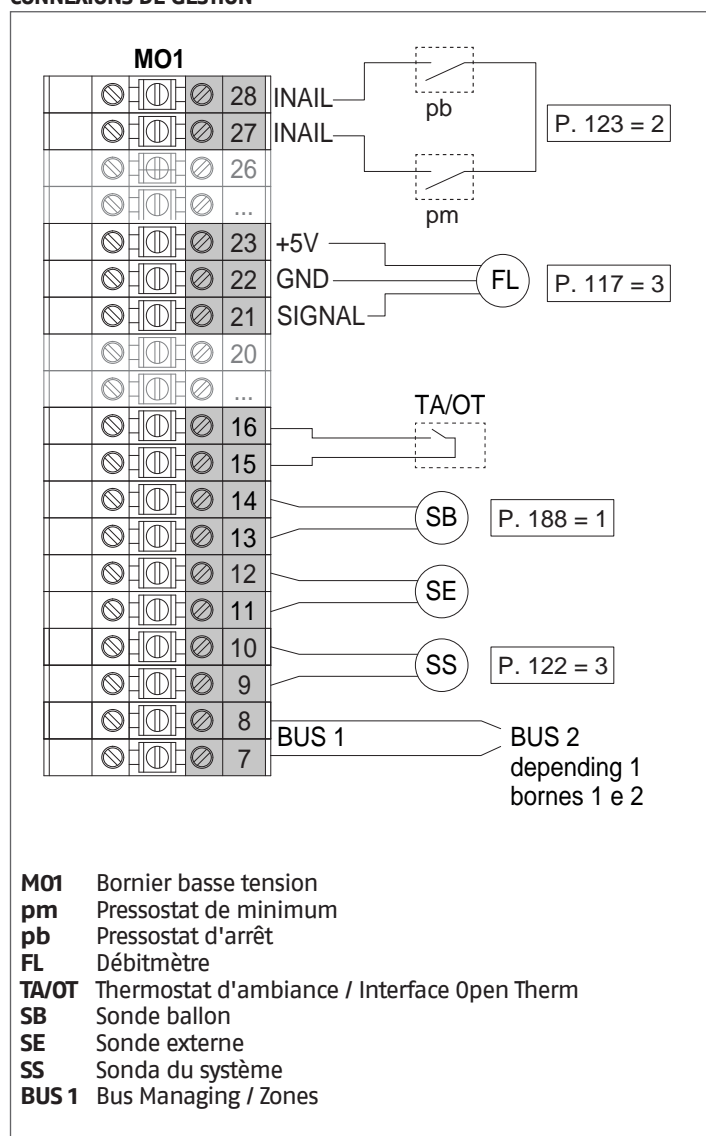 CONNEXIONS DE GESTION
MO1
28 INAIL
pb
P. 123 = 2
27 INAIL
26
pm
...
23 +5V
22 GND
FL
P. 117 = 3
21 SIGNAL
20
...
TA/OT
16
15
14
SB
P. 188 = 1
13
12
SE
11
10
SS
P. 122 = 3
9
8
BUS 1
BUS 2
7
depending 1
bornes 1 e 2
M01 Bornier basse tension
pm Pressostat de minimum
pb Pressostat d'arrêt
FL Débitmètre
TA/OT Thermostat d'ambiance / Interface Open Therm
SB Sonde ballon
SE Sonde externe
SS Sonda du système
BUS 1 Bus Managing / Zones